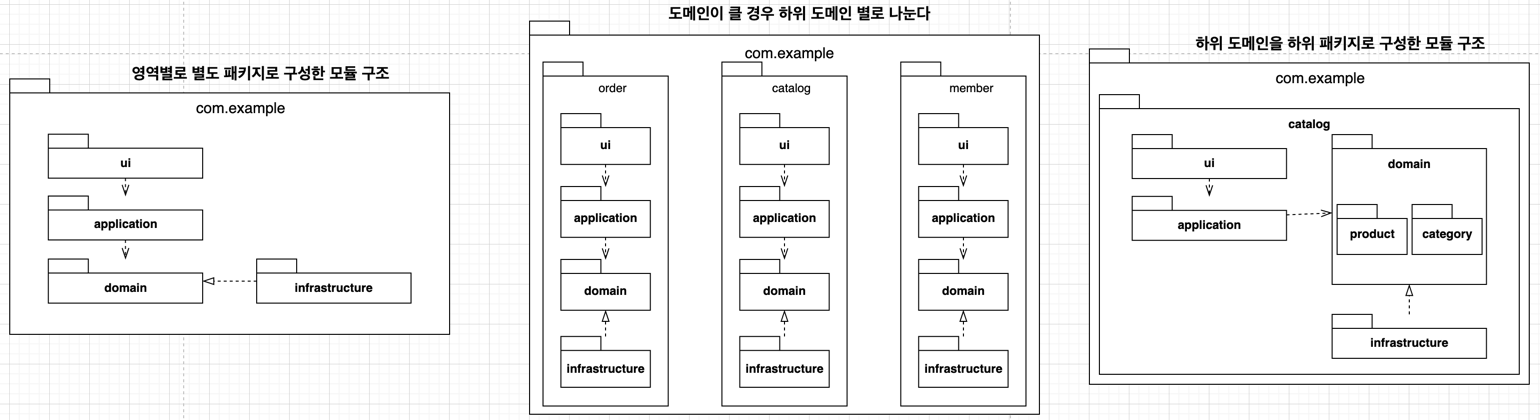 영역별로 별도 패키지로 구성한 모듈 구조
com.example
ui
application
domain
infrastructure
도메인이 클 경우 하위 도메인 별로 나눈다
com.example
order
ui
application
domain
infrastructure
catalog
ui
application
domain
infrastructure
member
ui
application
domain
infrastructure
하위 도메인을 하위 패키지로 구성한 모듈 구조
com.example
catalog
ui
application
domain
product
category
infrastructure